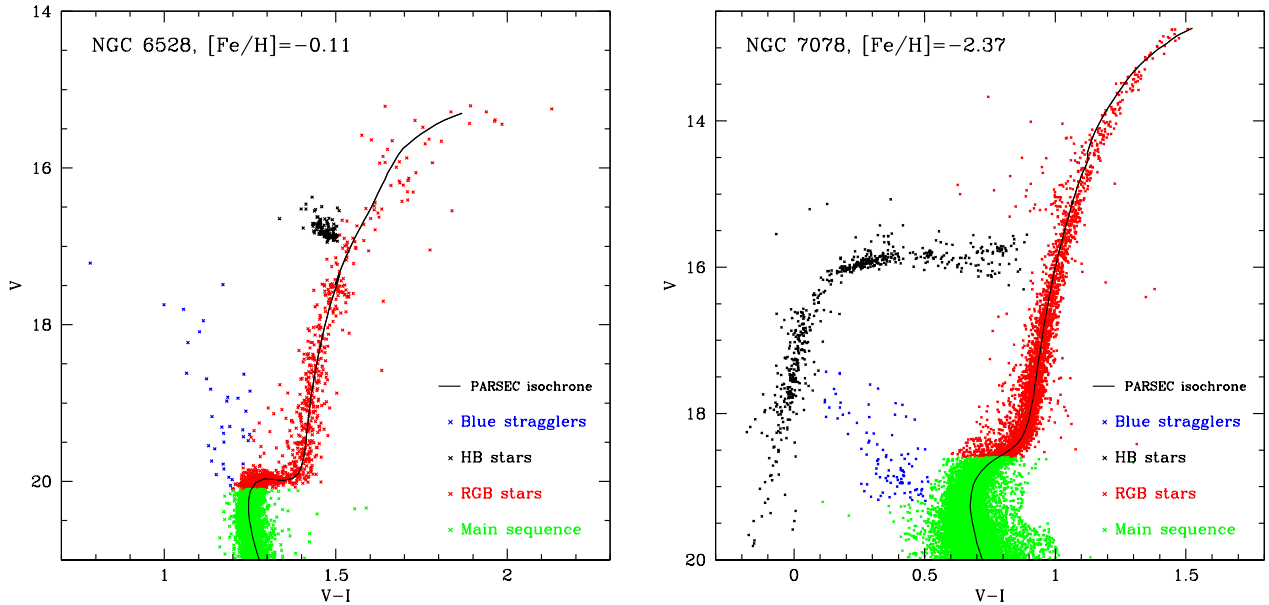 NGC 6528, [Fe/H]=−0.11
14
16
18
20
V
1
1.5
2
V−I
PARSEC isochrone
Blue stragglers
HB stars
RGB stars
Main sequence
NGC 7078, [Fe/H]=−2.37
14
16
18
20
V
0
0.5
1
1.5
V−I
PARSEC isochrone
Blue stragglers
HB stars
RGB stars
Main sequence